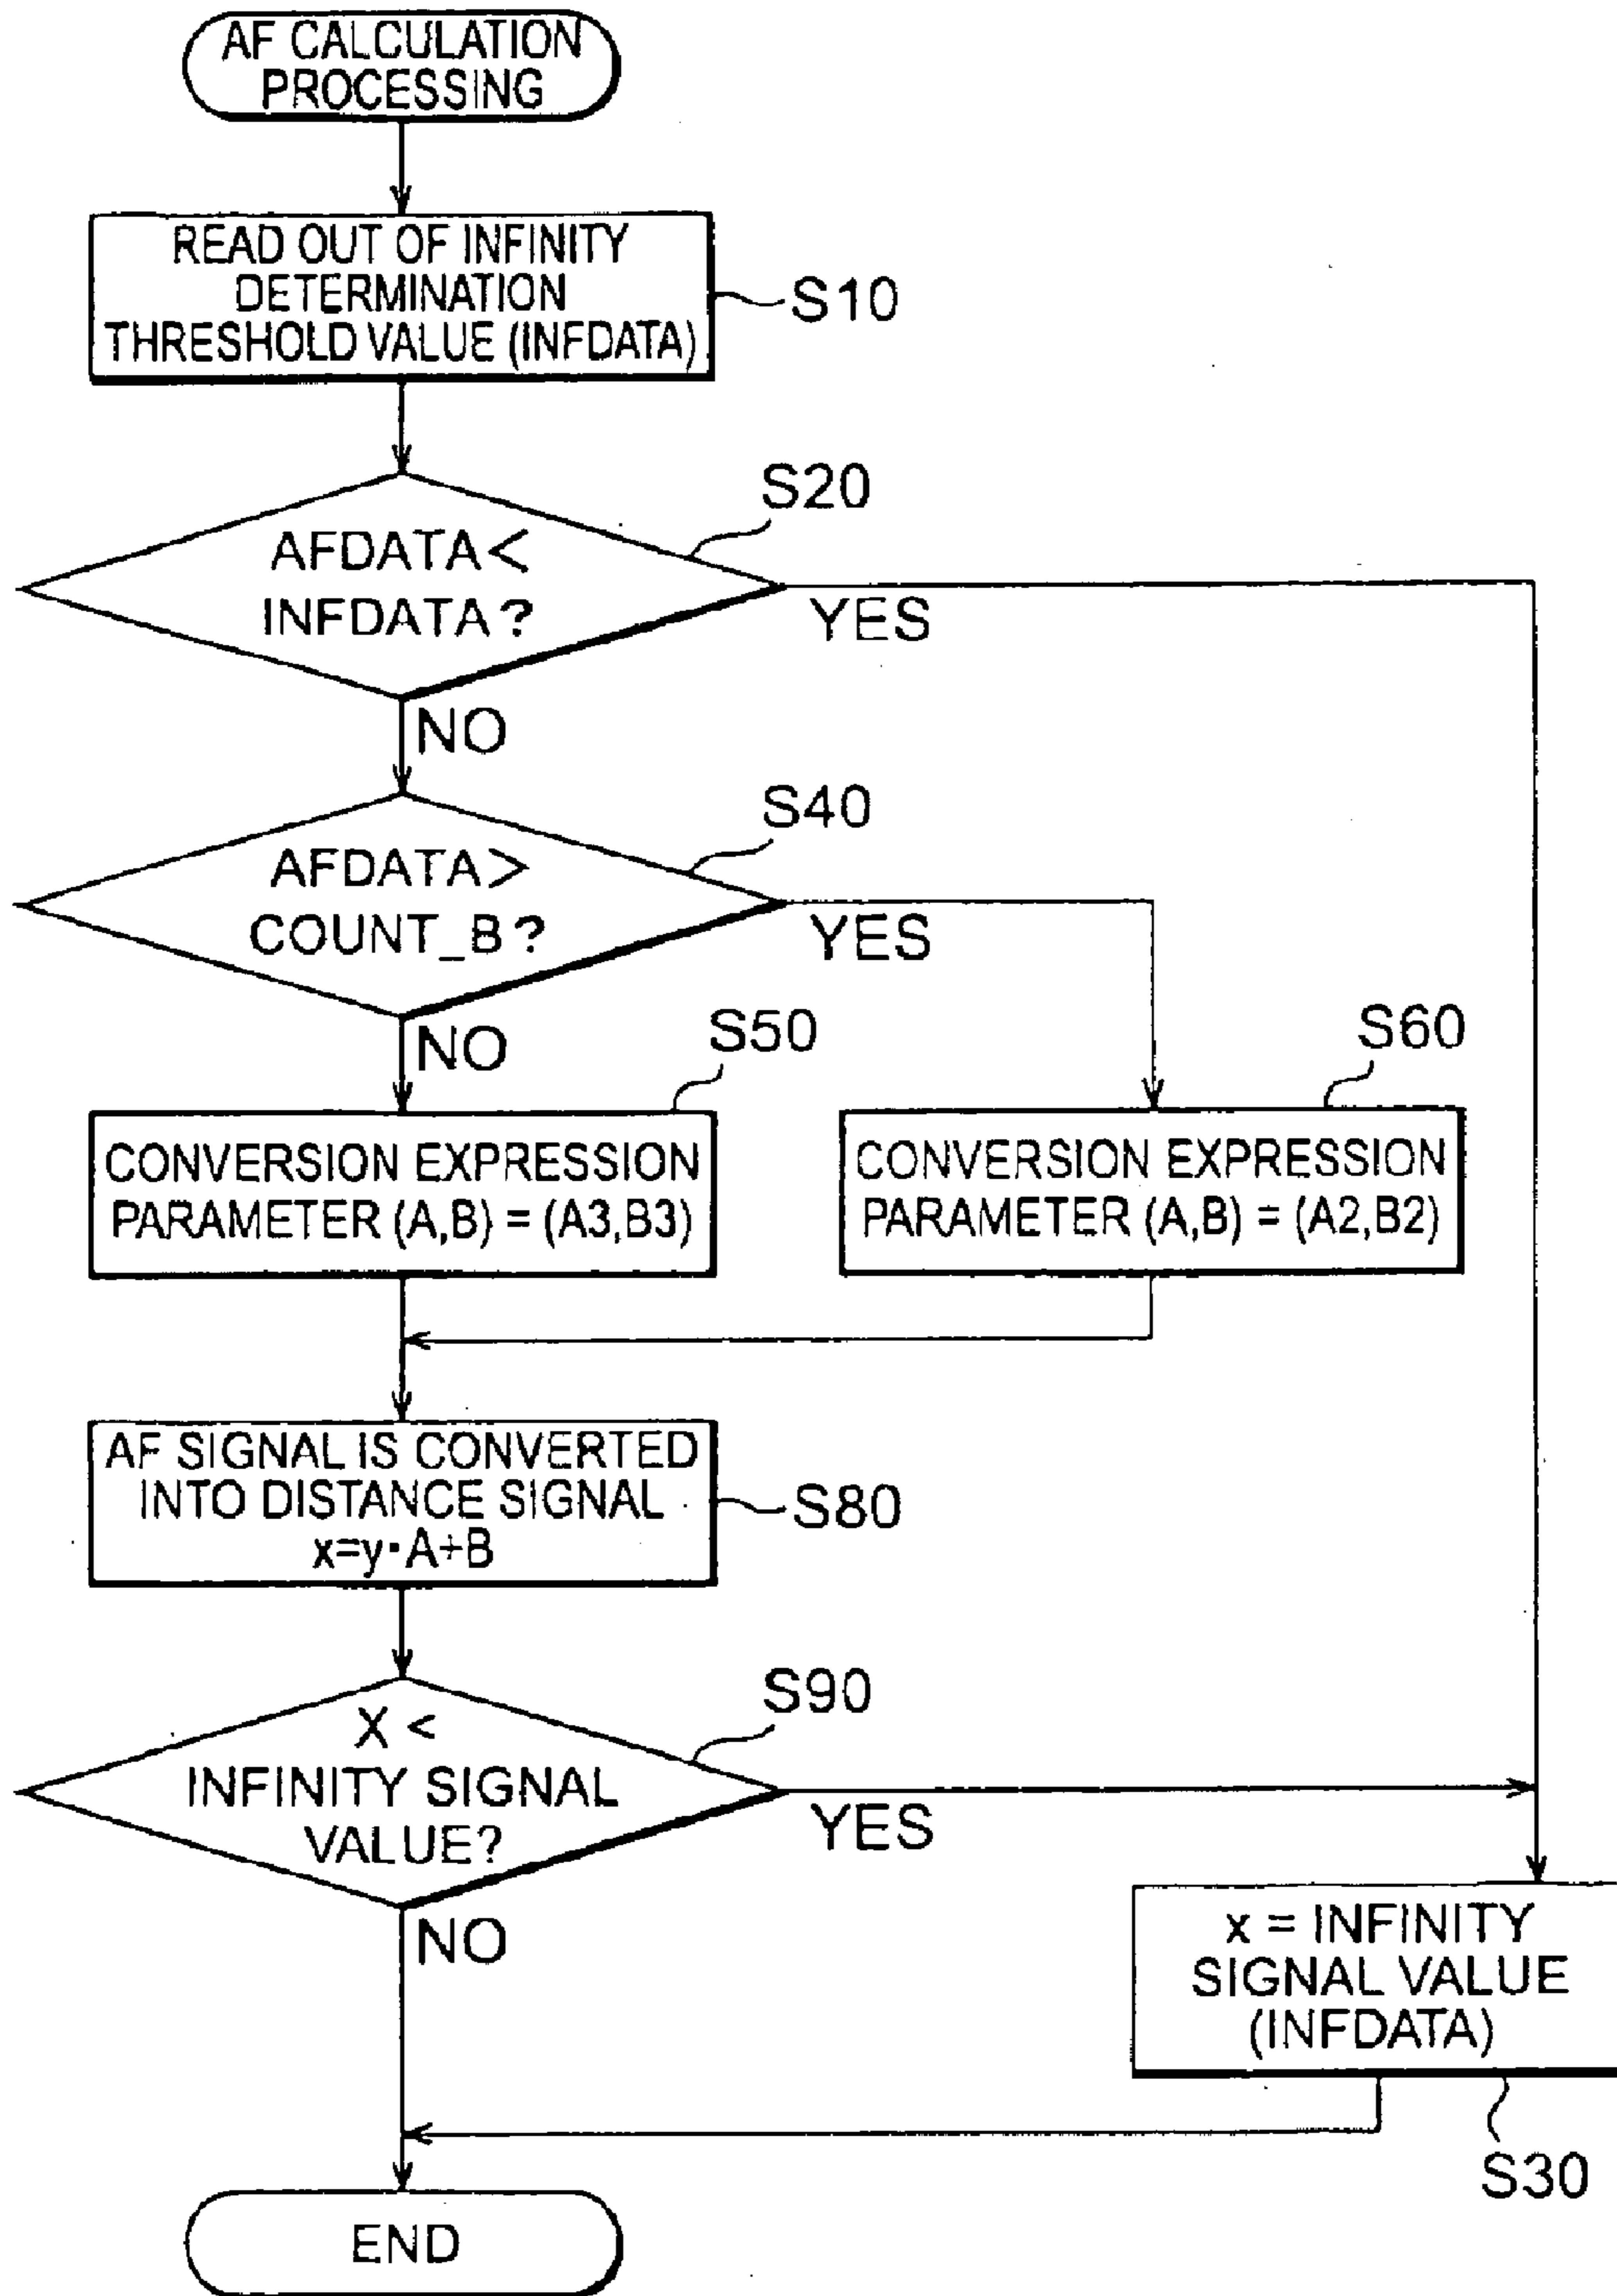 AF CALCULATION
PROCESSING
READ OUT OF INFINITY
DETERMINATION
THRESHOLD VALUE (INFDATA)
S10
S20
AFDATA<
INFDATA?
YES
NO
S40
AFDATA>
COUNT_B?
YES
NO
S50
CONVERSION EXPRESSION
PARAMETER (A,B) = (A3,B3)
S60
CONVERSION EXPRESSION
PARAMETER (A,B) = (A2,B2)
AF SIGNAL IS CONVERTED
INTO DISTANCE SIGNAL
x=y·A+B
S80
S90
X <
INFINITY SIGNAL
VALUE?
YES
NO
x = INFINITY
SIGNAL VALUE
(INFDATA)
S30
END